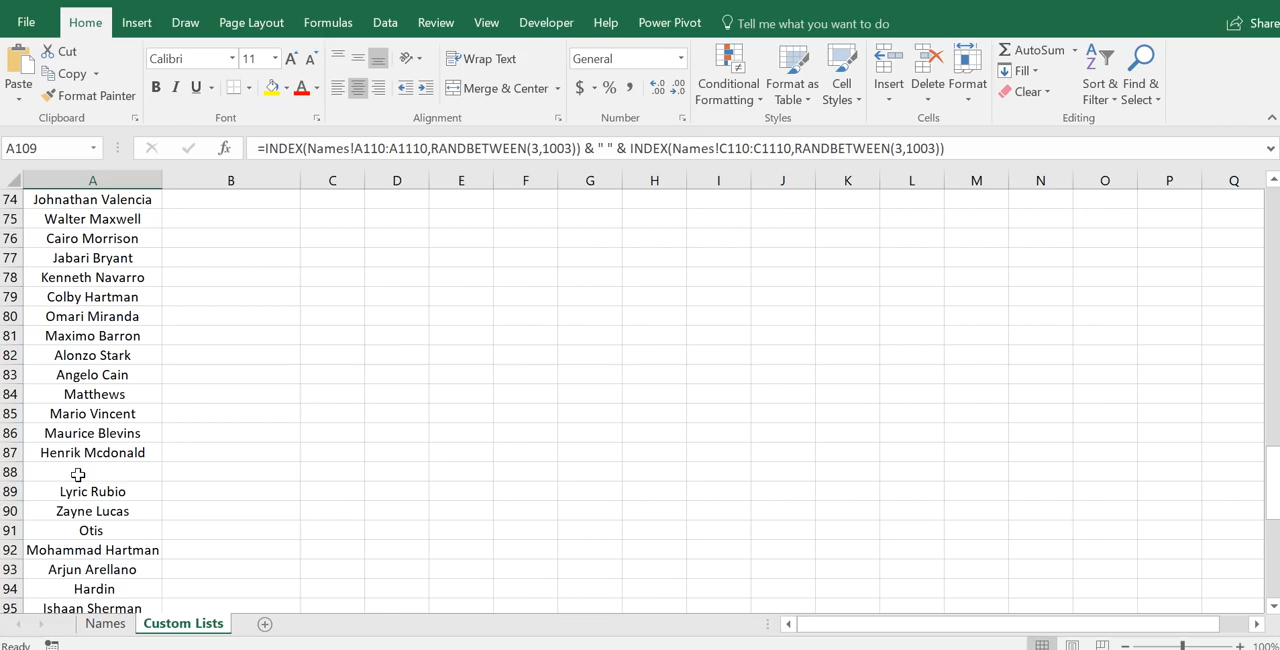 File Home Insert Draw Page Layout Formulas Data Review View Developer Help Power Pivot Tell me what you want to do Share
Paste Cut Copy Format Painter Clipboard
Calibri 11 B I U A Font
Wrap Text Merge & Center Alignment
General $ % , Number
Conditional Formatting Format as Table Cell Styles Styles
Insert Delete Format Cells
AutoSum Fill Clear Sort & Filter Find & Select Editing
A109 fx =INDEX(Names!A110:A1110,RANDBETWEEN(3,1003)) & " " & INDEX(Names!C110:C1110,RANDBETWEEN(3,1003))
A B C D E F G H I J K L M N O P Q
74 Johnathan Valencia
75 Walter Maxwell
76 Cairo Morrison
77 Jabari Bryant
78 Kenneth Navarro
79 Colby Hartman
80 Omari Miranda
81 Maximo Barron
82 Alonzo Stark
83 Angelo Cain
84 Matthews
85 Mario Vincent
86 Maurice Blevins
87 Henrik Mcdonald
88
89 Lyric Rubio
90 Zayne Lucas
91 Otis
92 Mohammad Hartman
93 Arjun Arellano
94 Hardin
95 Ishaan Sherman
Names Custom Lists
Ready 100%